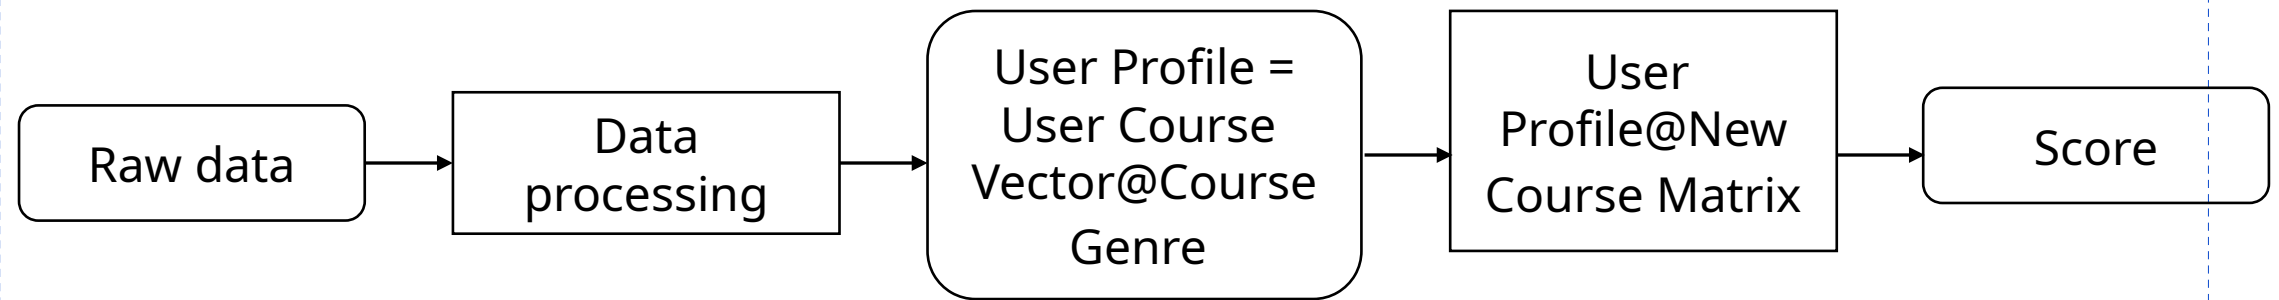 Raw data
Data
processing
User Profile =
User Course
Vector@Course
Genre
User
Profile@New
Course Matrix
Score